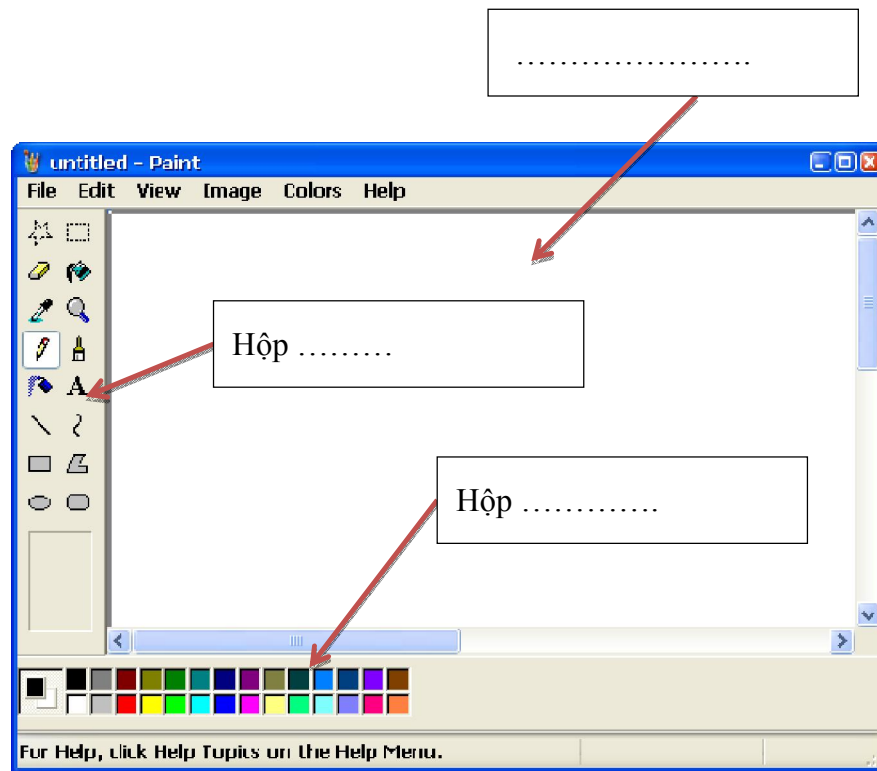 ……………………
untitled - Paint
File Edit View Image Colors Help
Hộp ………
A
Hộp ………….
For Help, click Help Topics on the Help Menu.